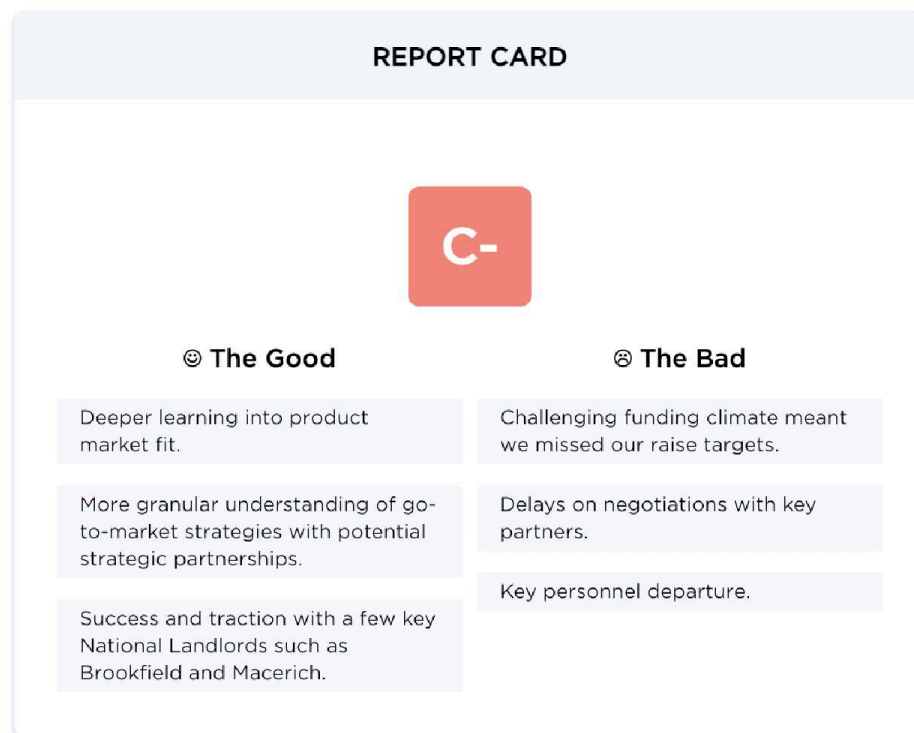 REPORT CARD
C-
☺ The Good
Deeper learning into product
market fit.
More granular understanding of go-
to-market strategies with potential
strategic partnerships.
Success and traction with a few key
National Landlords such as
Brookfield and Macerich.
☹ The Bad
Challenging funding climate meant
we missed our raise targets.
Delays on negotiations with key
partners.
Key personnel departure.